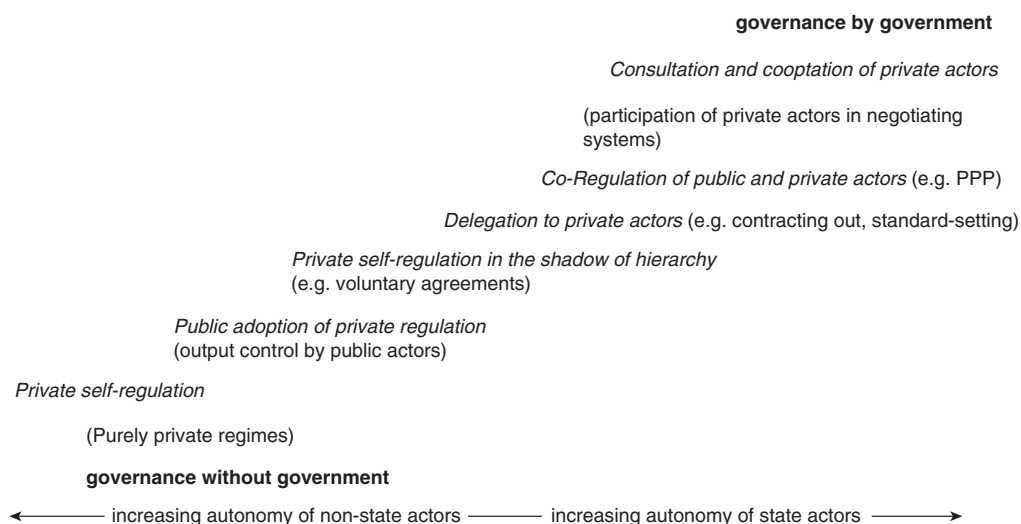 governance by government
Consultation and cooptation of private actors
(participation of private actors in negotiating
systems)
Co-Regulation of public and private actors (e.g. PPP)
Delegation to private actors (e.g. contracting out, standard-setting)
Private self-regulation in the shadow of hierarchy
(e.g. voluntary agreements)
Public adoption of private regulation
(output control by public actors)
Private self-regulation
(Purely private regimes)
governance without government
increasing autonomy of non-state actors increasing autonomy of state actors